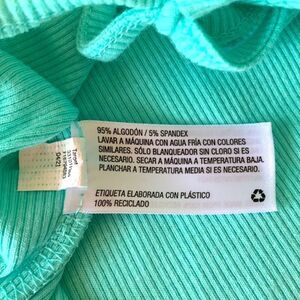 95% ALGODÓN / 5% SPANDEX
LAVAR A MÁQUINA CON AGUA FRÍA CON COLORES
SIMILARES. SÓLO BLANQUEADOR SIN CLORO SI ES
NECESARIO. SECAR A MÁQUINA A TEMPERATURA BAJA.
PLANCHAR A TEMPERATURA MEDIA SI ES NECESARIO.
ETIQUETA ELABORADA CON PLÁSTICO
100% RECICLADO
Target